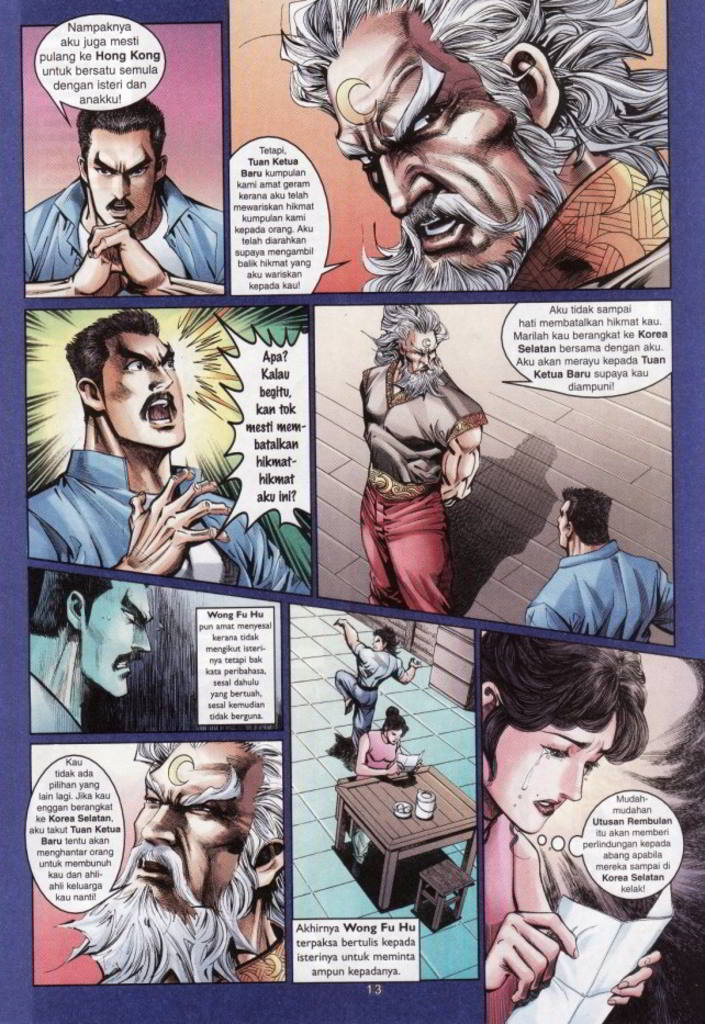 Nampaknya
aku juga mesti
pulang ke Hong Kong
untuk bersatu semula
dengan isteri dan
anakku!
Tetapi,
Tuan Ketua
Baru kumpulan
kami amat geram
kerana aku telah
mewariskan hikmat
kumpulan kami
kepada orang. Aku
telah diarahkan
supaya mengambil
balik hikmat yang
aku wariskan
kepada kau!
Apa?
Kalau
begitu,
kan tok
mesti mem-
batalkan
hikmat-
hikmat
aku ini?
Aku tidak sampai
hati membatalkan hikmat kau.
Marilah kau berangkat ke Korea
Selatan bersama dengan aku.
Aku akan merayu kepada Tuan
Ketua Baru supaya kau
diampuni!
Wong Fu Hu
pun amat menyesal
kerana tidak
mengikut isteri-
nya tetapi bak
kata peribahasa,
sesal dahulu
yang bertuah,
sesal kemudian
tidak berguna.
Kau
tidak ada
pilihan yang
lain lagi. Jika kau
enggan berangkat
ke Korea Selatan,
aku takut Tuan Ketua
Baru tentu akan
menghantar orang
untuk membunuh
kau dan ahli-
ahli keluarga
kau nanti!
Akhirnya Wong Fu Hu
terpaksa bertulis kepada
isterinya untuk meminta
ampun kepadanya.
Mudah-
mudahan
Utusan Rembulan
itu akan memberi
perlindungan kepada
abang apabila
mereka sampai di
Korea Selatan
kelak!
13